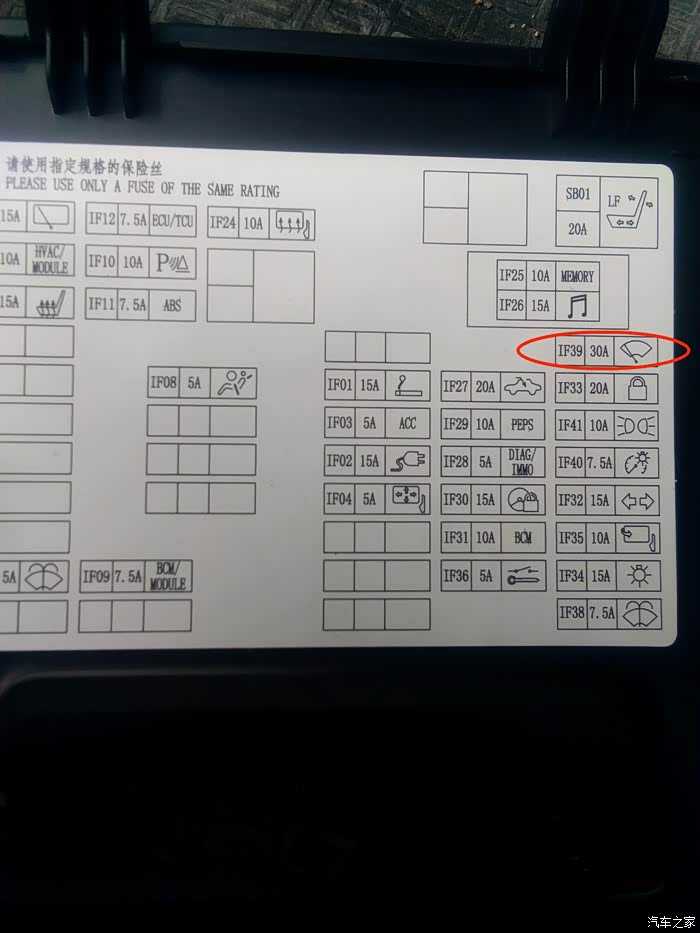 请使用指定规格的保险丝
PLEASE USE ONLY A FUSE OF THE SAME RATING
SB01 LF
20A
15A IF12 7.5A ECU/TCU IF24 10A
10A HVAC/MODULE IF10 10A P
IF25 10A MEMORY
15A IF11 7.5A ABS
IF26 15A
IF39 30A
IF08 5A IF01 15A IF27 20A IF33 20A
IF03 5A ACC IF29 10A PEPS IF41 10A
IF02 15A IF28 5A DIAG/IMMO IF40 7.5A
IF04 5A IF30 15A IF32 15A
IF31 10A BCM IF35 10A
5A IF09 7.5A BCM/MODULE IF36 5A IF34 15A
IF38 7.5A
汽车之家